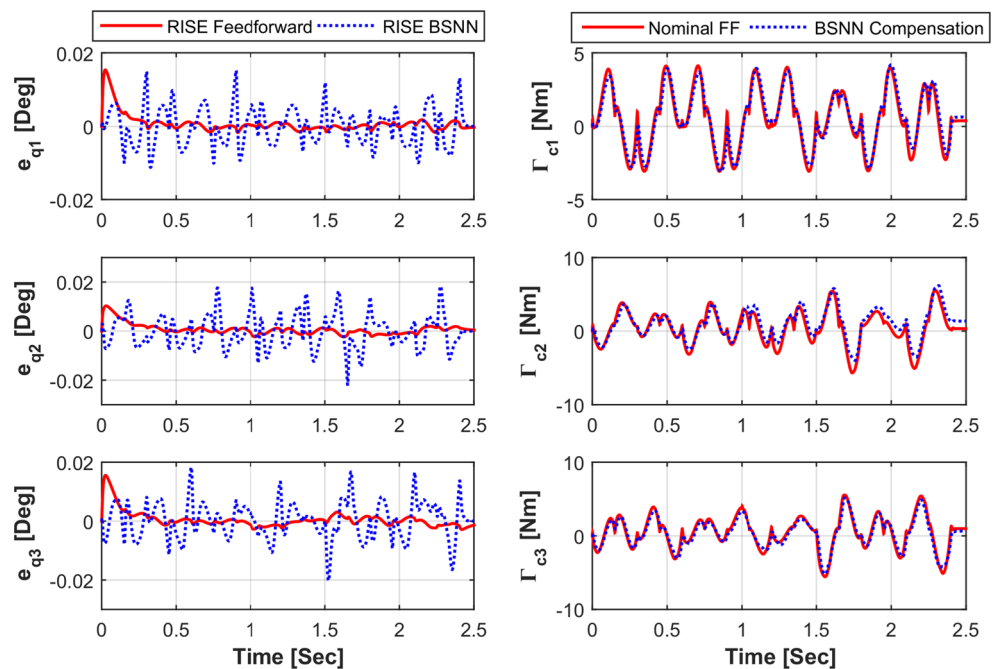 RISE Feedforward RISE BSNN
0.02
0
-0.02
e q1 [Deg]
0 0.5 1 1.5 2 2.5
0.02
0
-0.02
e q2 [Deg]
0 0.5 1 1.5 2 2.5
0.02
0
-0.02
e q3 [Deg]
0 0.5 1 1.5 2 2.5
Time [Sec]
Nominal FF BSNN Compensation
5
0
-5
Γ c1 [Nm]
0 0.5 1 1.5 2 2.5
10
0
-10
Γ c2 [Nm]
0 0.5 1 1.5 2 2.5
10
0
-10
Γ c3 [Nm]
0 0.5 1 1.5 2 2.5
Time [Sec]